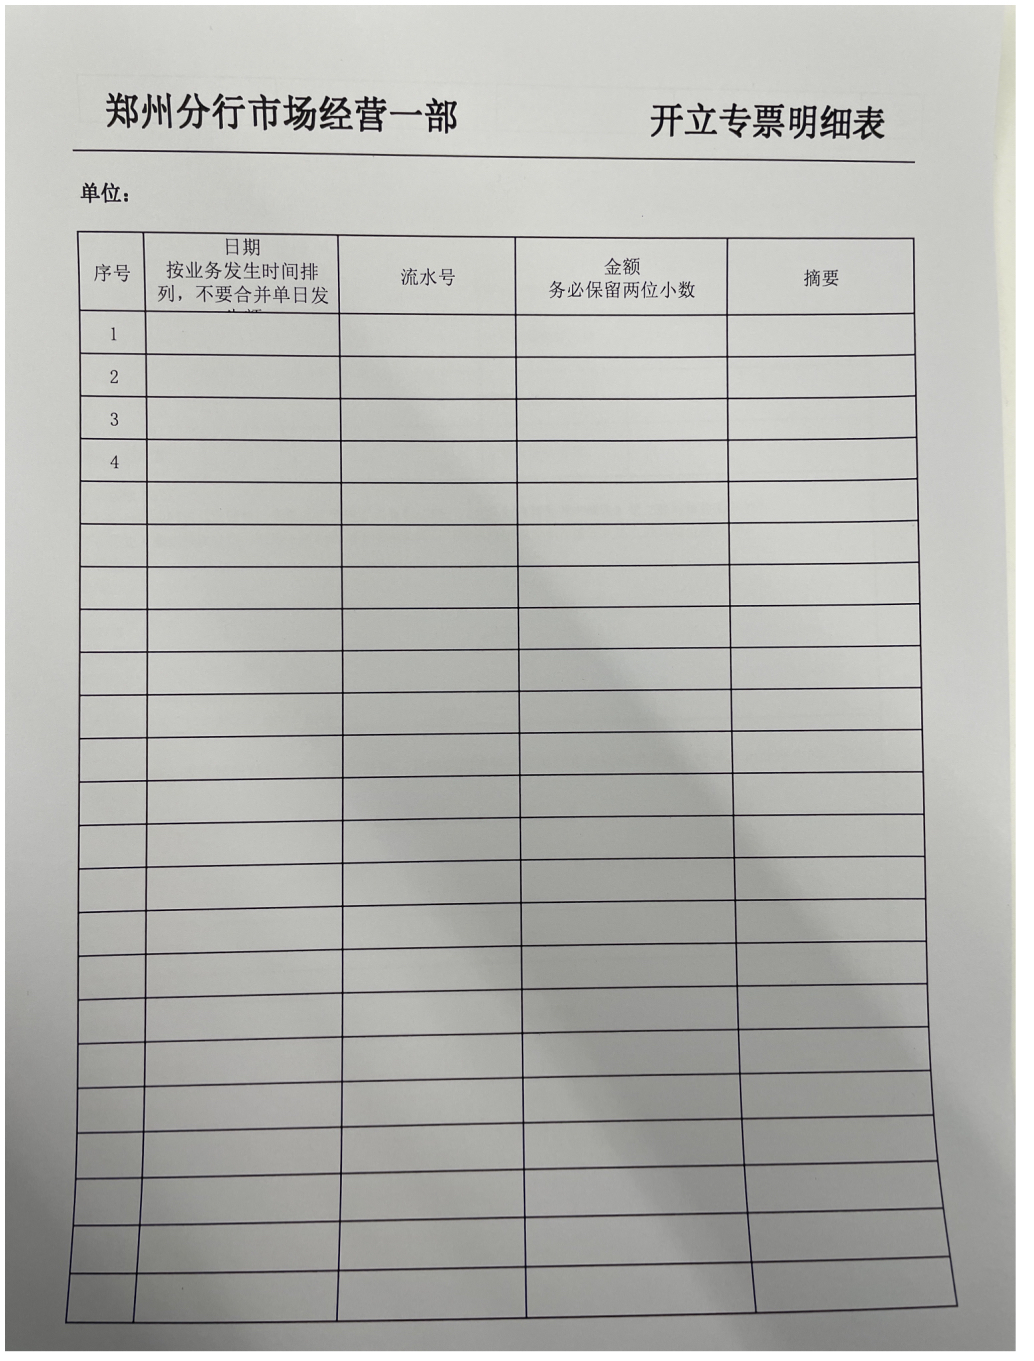 郑州分行市场经营一部 开立专票明细表
单位：
序号 日期 流水号 金额 摘要
按业务发生时间排 务必保留两位小数
列，不要合并单日发
1
2
3
4